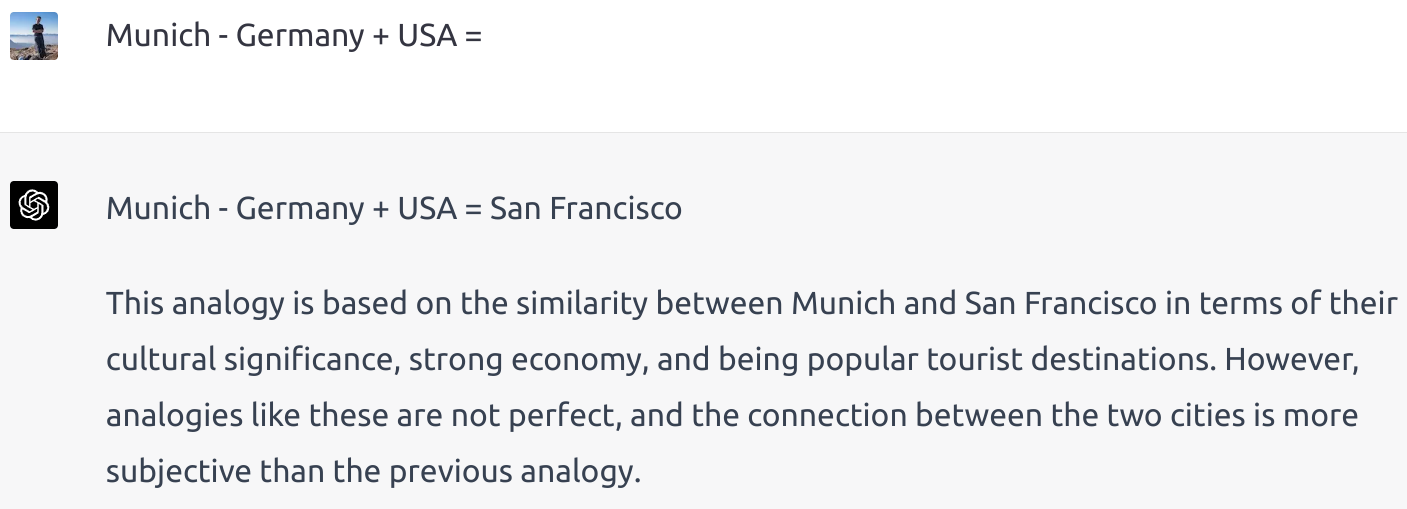 Munich - Germany + USA =
Munich - Germany + USA = San Francisco
This analogy is based on the similarity between Munich and San Francisco in terms of their
cultural significance, strong economy, and being popular tourist destinations. However,
analogies like these are not perfect, and the connection between the two cities is more
subjective than the previous analogy.